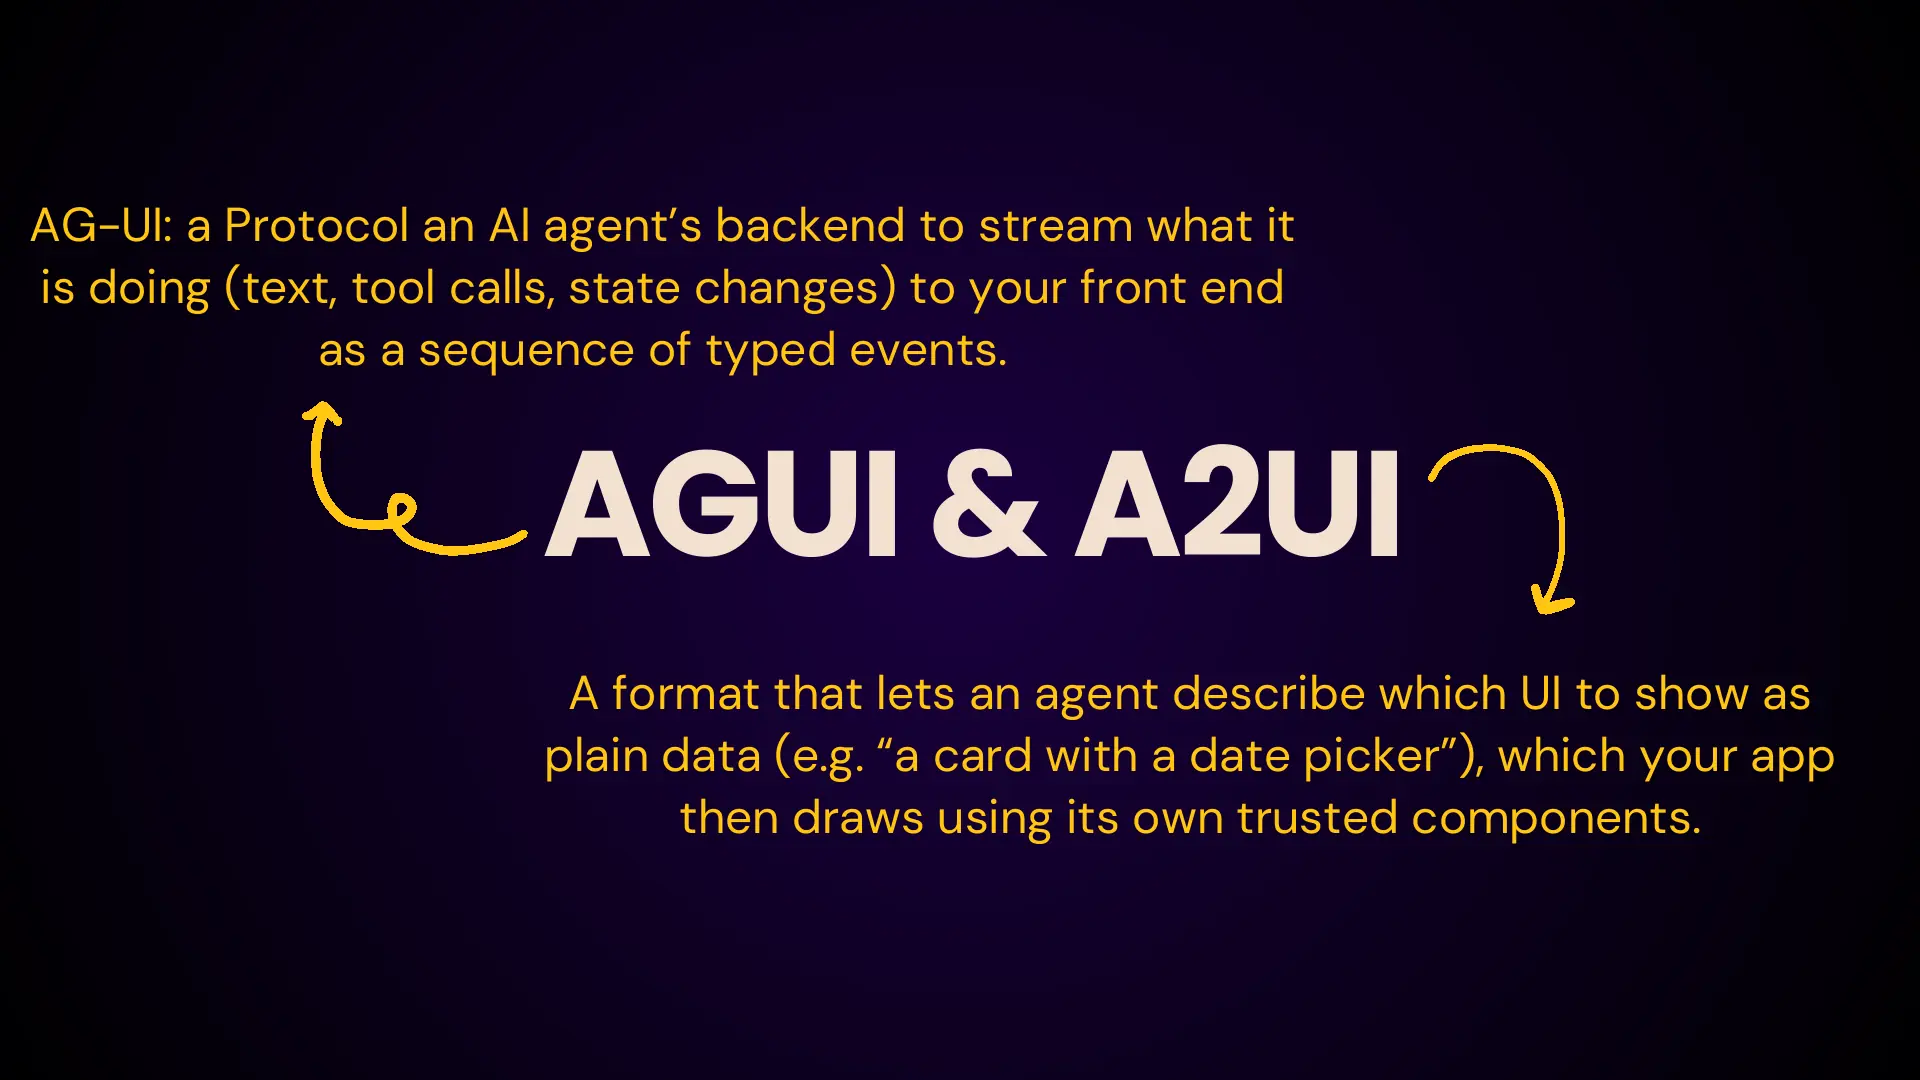 AG-UI: a Protocol an AI agent’s backend to stream what it
is doing (text, tool calls, state changes) to your front end
as a sequence of typed events.
AGUI & A2UI
A format that lets an agent describe which UI to show as
plain data (e.g. “a card with a date picker”), which your app
then draws using its own trusted components.